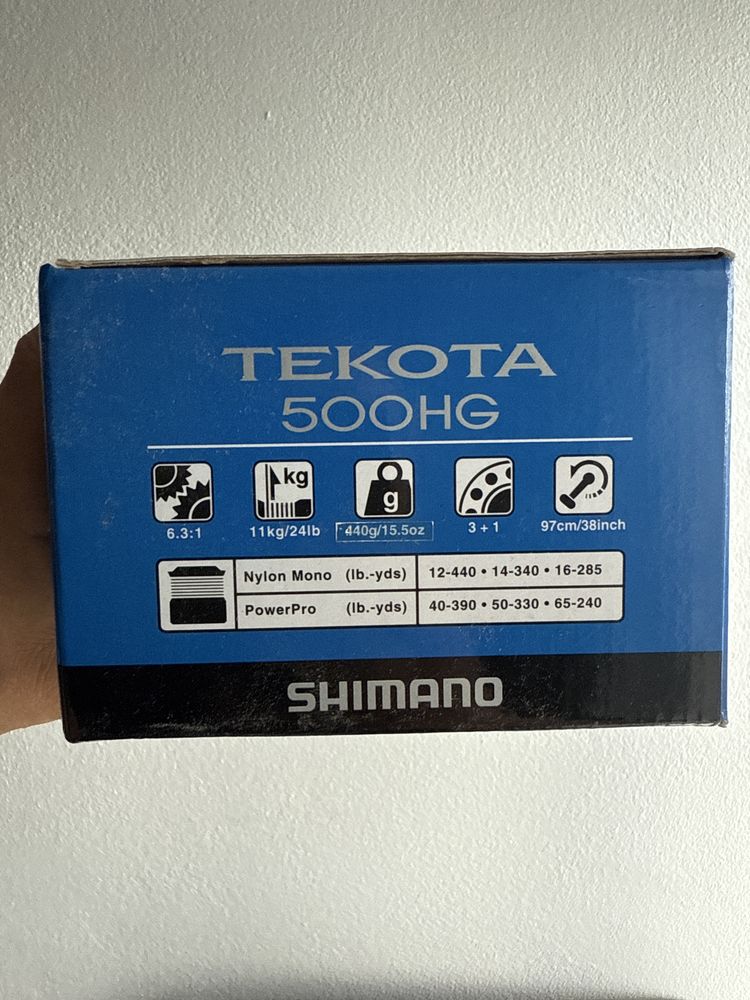 TEKOTA
500HG
kg
g
6.3:1 11kg/24lb 440g/15.5oz 3+1 97cm/38inch
Nylon Mono (lb.-yds) 12-440 • 14-340 • 16-285
PowerPro (lb.-yds) 40-390 • 50-330 • 65-240
SHIMANO